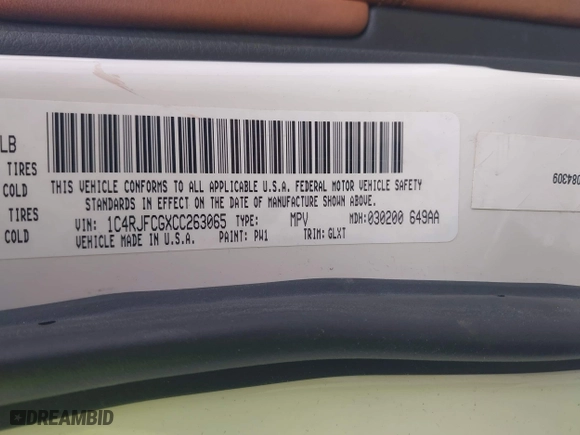 LB
TIRES
COLD
TIRES
COLD
THIS VEHICLE CONFORMS TO ALL APPLICABLE U.S.A. FEDERAL MOTOR VEHICLE SAFETY
STANDARDS IN EFFECT ON THE DATE OF MANUFACTURE SHOWN ABOVE.
VIN: 1C4RJFCGXCC263065 TYPE: MPV MDH:030200 649AA
VEHICLE MADE IN U.S.A. PAINT: PW1 TRIM: GLXT
0084309
DREAMBID